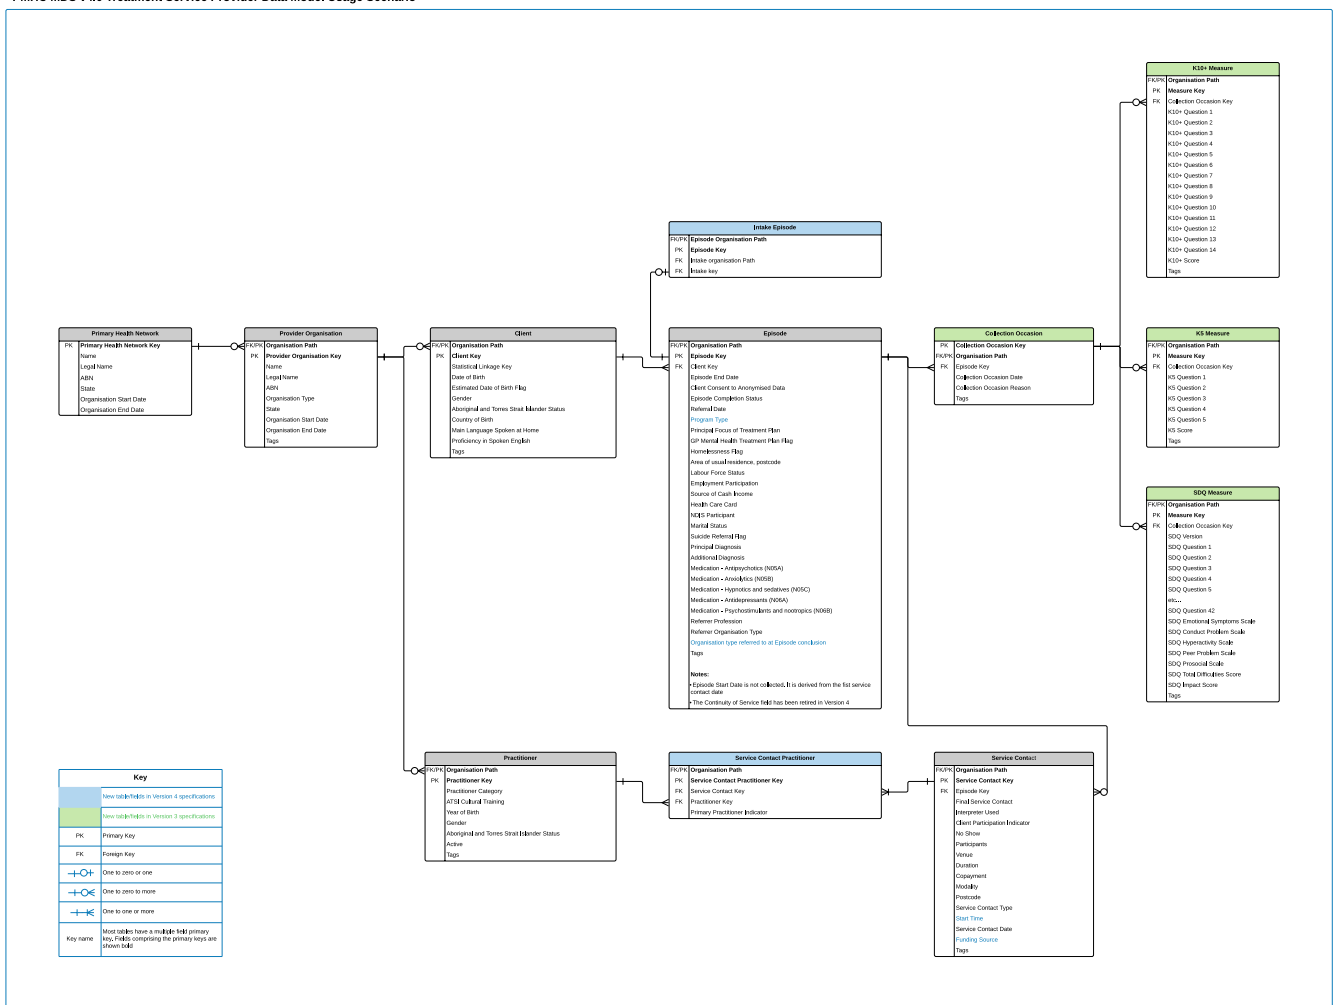 K10+ Measure
FK/PK Organisation Path
PK Measure Key
FK Collection Occasion Key
K10+ Question 1
K10+ Question 2
K10+ Question 3
K10+ Question 4
K10+ Question 5
K10+ Question 6
K10+ Question 7
K10+ Question 8
K10+ Question 9
K10+ Question 10
K10+ Question 11
K10+ Question 12
K10+ Question 13
K10+ Question 14
K10+ Score
Tags
Intake Episode
FK/PK Episode Organisation Path
PK Episode Key
FK Intake organisation Path
FK Intake key
Primary Health Network
PK Primary Health Network Key
Name
Legal Name
ABN
State
Organisation Start Date
Organisation End Date
Provider Organisation
FK/PK Organisation Path
PK Provider Organisation Key
Name
Legal Name
ABN
Organisation Type
State
Organisation Start Date
Organisation End Date
Tags
Client
FK/PK Organisation Path
PK Client Key
Statistical Linkage Key
Date of Birth
Estimated Date of Birth Flag
Gender
Aboriginal and Torres Strait Islander Status
Country of Birth
Main Language Spoken at Home
Proficiency in Spoken English
Tags
Episode
FK/PK Organisation Path
PK Episode Key
FK Client Key
Episode End Date
Client Consent to Anonymised Data
Episode Completion Status
Referral Date
Program Type
Principal Focus of Treatment Plan
GP Mental Health Treatment Plan Flag
Homelessness Flag
Area of usual residence, postcode
Labour Force Status
Employment Participation
Source of Cash Income
Health Care Card
NDIS Participant
Marital Status
Suicide Referral Flag
Principal Diagnosis
Additional Diagnosis
Medication - Antipsychotics (N05A)
Medication - Anxiolytics (N05B)
Medication - Hypnotics and sedatives (N05C)
Medication - Antidepressants (N06A)
Medication - Psychostimulants and nootropics (N06B)
Referrer Profession
Referrer Organisation Type
Organisation type referred to at Episode conclusion
Tags
Notes:
• Episode Start Date is not collected. It is derived from the fist service
contact date
• The Continuity of Service field has been retired in Version 4
Collection Occasion
PK Collection Occasion Key
FK/PK Organisation Path
FK Episode Key
Collection Occasion Date
Collection Occasion Reason
Tags
K5 Measure
FK/PK Organisation Path
PK Measure Key
FK Collection Occasion Key
K5 Question 1
K5 Question 2
K5 Question 3
K5 Question 4
K5 Question 5
K5 Score
Tags
SDQ Measure
FK/PK Organisation Path
PK Measure Key
FK Collection Occasion Key
SDQ Version
SDQ Question 1
SDQ Question 2
SDQ Question 3
SDQ Question 4
SDQ Question 5
etc...
SDQ Question 42
SDQ Emotional Symptoms Scale
SDQ Conduct Problem Scale
SDQ Hyperactivity Scale
SDQ Peer Problem Scale
SDQ Prosocial Scale
SDQ Total Difficulties Score
SDQ Impact Score
Tags
Practitioner
FK/PK Organisation Path
PK Practitioner Key
Practitioner Category
ATSI Cultural Training
Year of Birth
Gender
Aboriginal and Torres Strait Islander Status
Active
Tags
Service Contact Practitioner
FK/PK Organisation Path
PK Service Contact Practitioner Key
FK Service Contact Key
FK Practitioner Key
Primary Practitioner Indicator
Service Contact
FK/PK Organisation Path
PK Service Contact Key
FK Episode Key
Final Service Contact
Interpreter Used
Client Participation Indicator
No Show
Participants
Venue
Duration
Copayment
Modality
Postcode
Service Contact Type
Start Time
Service Contact Date
Funding Source
Tags
Key
New table/fields in Version 4 specifications
New table/fields in Version 3 specifications
PK Primary Key
FK Foreign Key
One to zero or one
One to zero to more
One to one or more
Key name Most tables have a multiple field primary
key. Fields comprising the primary keys are
shown bold